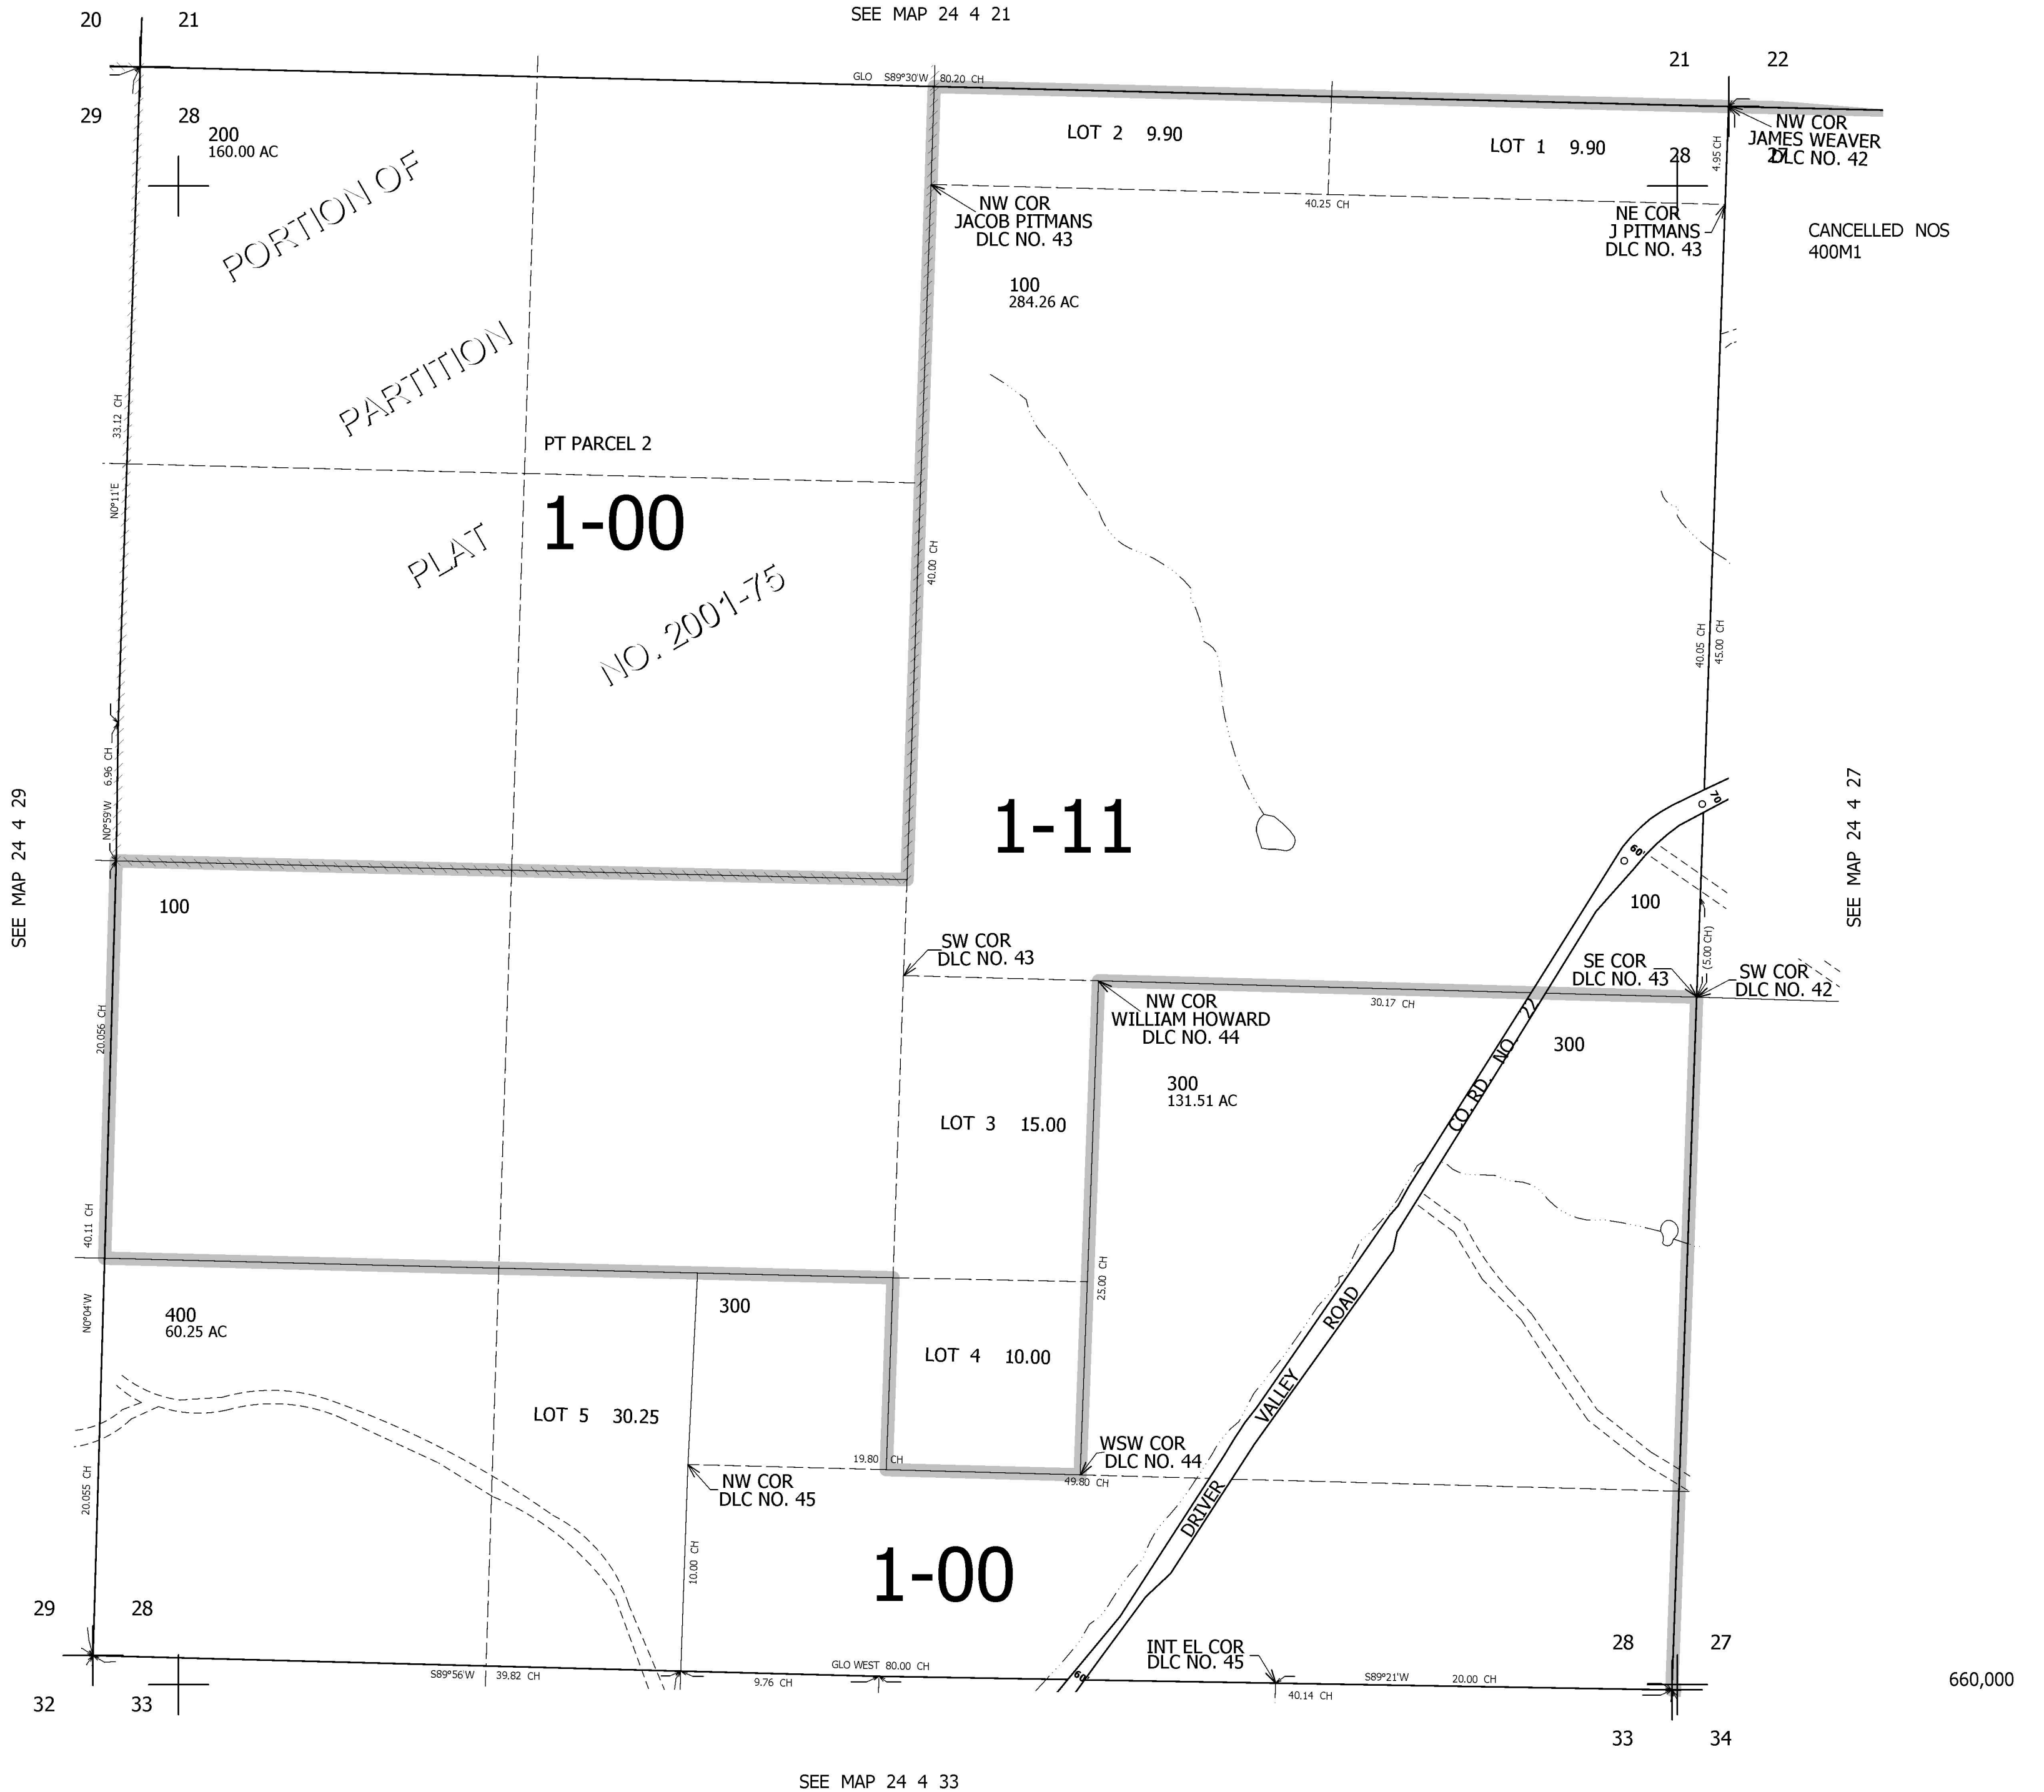 SEE MAP 24 4 21
20 21
21 22
GLO S89°30'W 80.20 CH
29 28
200
160.00 AC
LOT 2 9.90
LOT 1 9.90
28
27
4.95 CH
NW COR
JAMES WEAVER
DLC NO. 42
40.25 CH
NW COR
JACOB PITMANS
DLC NO. 43
NE COR
J PITMANS
DLC NO. 43
CANCELLED NOS
400M1
100
284.26 AC
PORTION OF
PARTITION
PLAT
NO. 2001-75
33.12 CH
N0°11'E
PT PARCEL 2
1-00
40.00 CH
40.05 CH
45.00 CH
6.96 CH
N0°59'W
SEE MAP 24 4 29
SEE MAP 24 4 27
1-11
70
60'
100
100
SW COR
DLC NO. 43
(5.00 CH)
SE COR
DLC NO. 43
SW COR
DLC NO. 42
30.17 CH
NW COR
WILLIAM HOWARD
DLC NO. 44
20.056 CH
300
300
131.51 AC
CO. RD. NO. 22
LOT 3 15.00
40.11 CH
N0°04'W
25.00 CH
400
60.25 AC
300
ROAD
LOT 4 10.00
VALLEY
LOT 5 30.25
WSW COR
DLC NO. 44
19.80 CH
49.80 CH
NW COR
DLC NO. 45
20.055 CH
DRIVER
10.00 CH
1-00
29 28
28 27
INT EL COR
DLC NO. 45
GLO WEST 80.00 CH
S89°56'W 39.82 CH
9.76 CH
60'
S89°21'W 20.00 CH
40.14 CH
660,000
32 33
33 34
SEE MAP 24 4 33